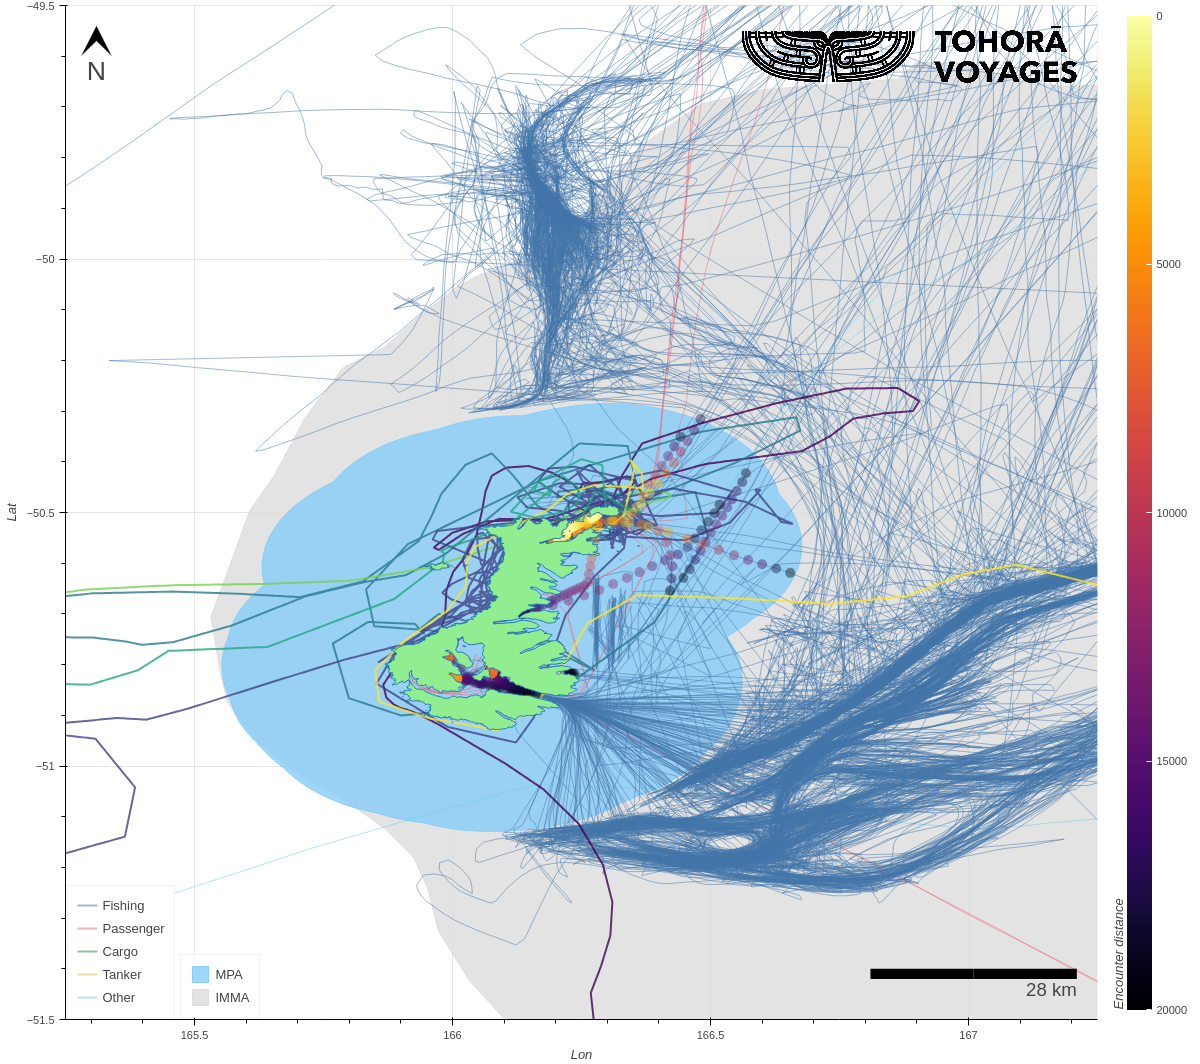 −49.5
N
TOHORĀ
VOYAGES
0
−50
5000
Lat
−50.5
10000
−51
15000
Fishing
Passenger
Cargo
Tanker
Other
MPA
IMMA
28 km
Encounter distance
−51.5
20000
165.5
166
166.5
167
Lon